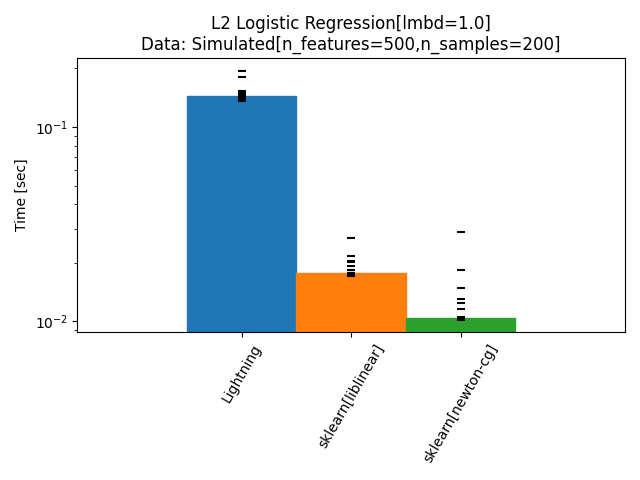 L2 Logistic Regression[lmbd=1.0]
Data: Simulated[n_features=500,n_samples=200]
Time [sec]
10⁻¹
10⁻²
Lightning
sklearn[liblinear]
sklearn[newton-cg]